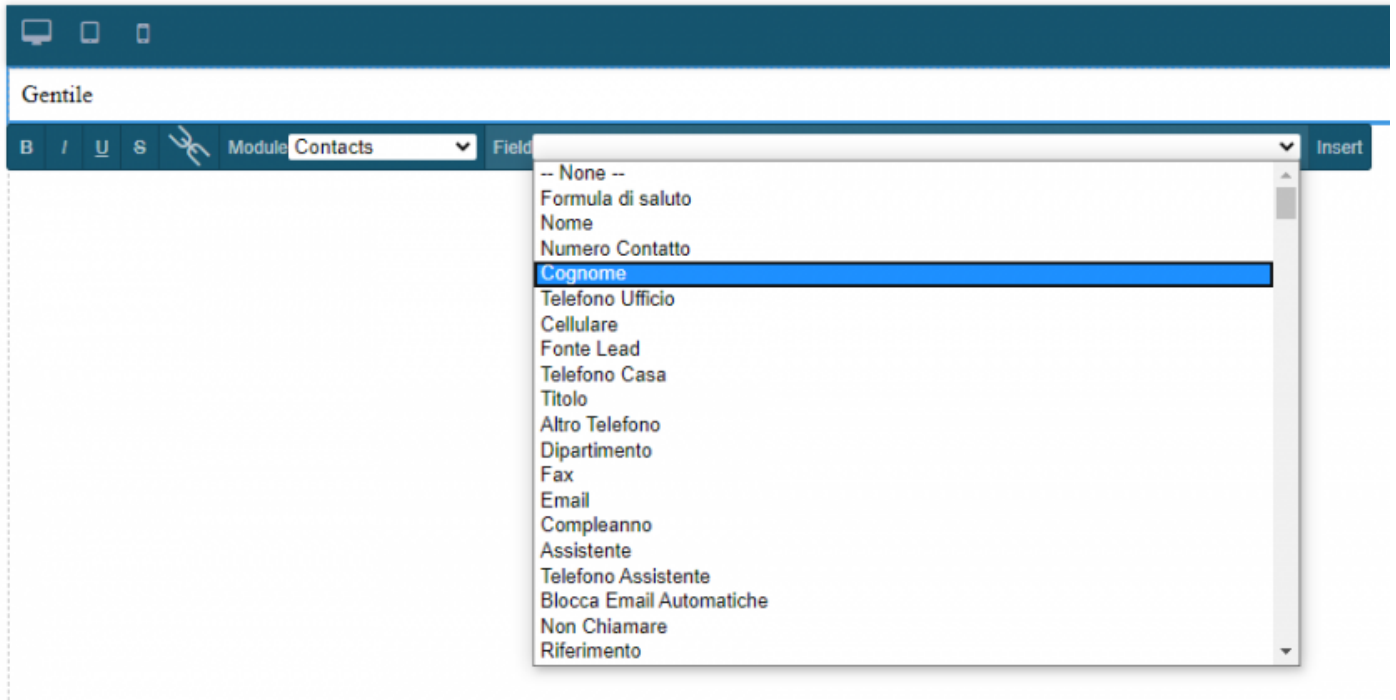 Gentile
B I U S Module Contacts Field Insert
-- None --
Formula di saluto
Nome
Numero Contatto
Cognome
Telefono Ufficio
Cellulare
Fonte Lead
Telefono Casa
Titolo
Altro Telefono
Dipartimento
Fax
Email
Compleanno
Assistente
Telefono Assistente
Blocca Email Automatiche
Non Chiamare
Riferimento